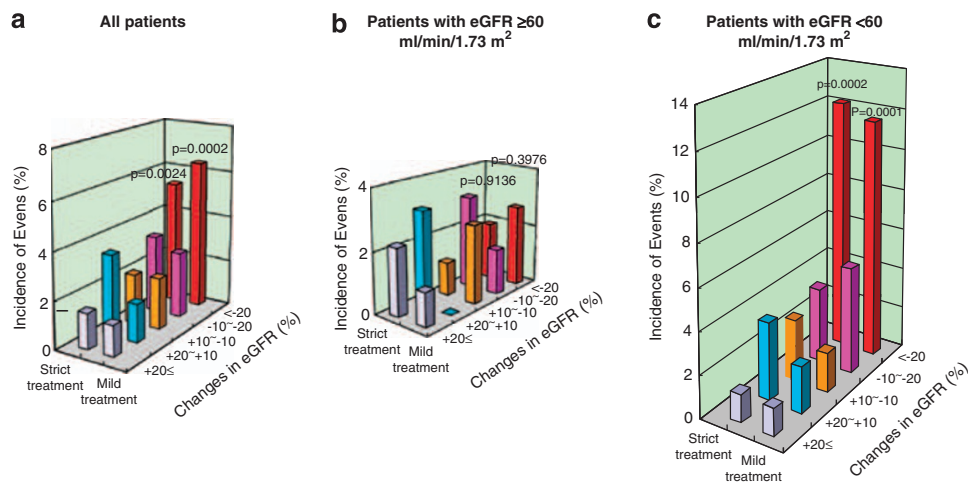 a
All patients
8
6
4
2
0
Incidence of Evens (%)
p=0.0024
p=0.0002
Strict
treatment
Mild
treatment
+20≤
+20~+10
+10~-10
-10~-20
<-20
Changes in eGFR (%)
b
Patients with eGFR ≥60
ml/min/1.73 m²
4
2
0
Incidence of Events (%)
p=0.9136
p=0.3976
Strict
treatment
Mild
treatment
+20≤
+20~+10
+10~-10
-10~-20
<-20
Changes in eGFR (%)
c
Patients with eGFR <60
ml/min/1.73 m²
14
12
10
8
6
4
2
0
Incidence of Events (%)
p=0.0002
P=0.0001
Strict
treatment
Mild
treatment
+20≤
+20~+10
+10~-10
-10~-20
<-20
Changes in eGFR (%)